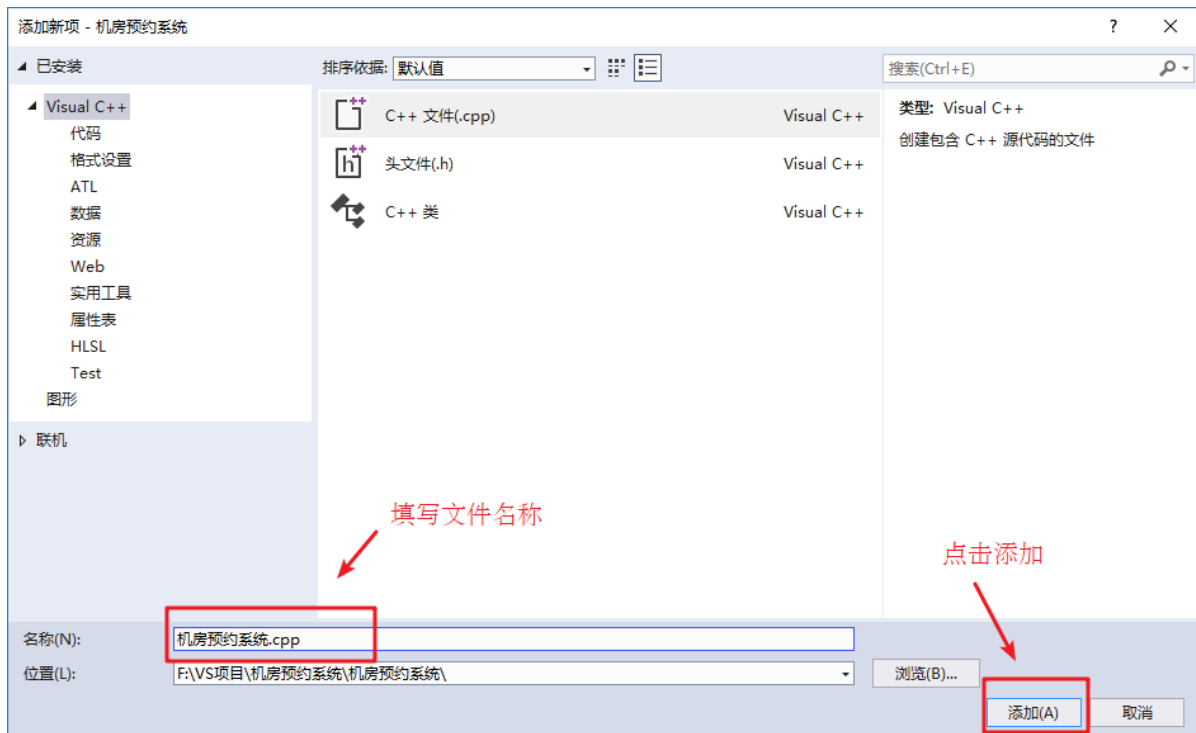 添加新项 - 机房预约系统
? ×
已安装
排序依据: 默认值
搜索(Ctrl+E)
Visual C++
代码
格式设置
ATL
数据
资源
Web
实用工具
属性表
HLSL
Test
图形
联机
C++ 文件(.cpp) Visual C++
头文件(.h) Visual C++
C++ 类 Visual C++
类型: Visual C++
创建包含 C++ 源代码的文件
填写文件名称
点击添加
名称(N): 机房预约系统.cpp
位置(L): F:\VS项目\机房预约系统\机房预约系统\
浏览(B)...
添加(A) 取消